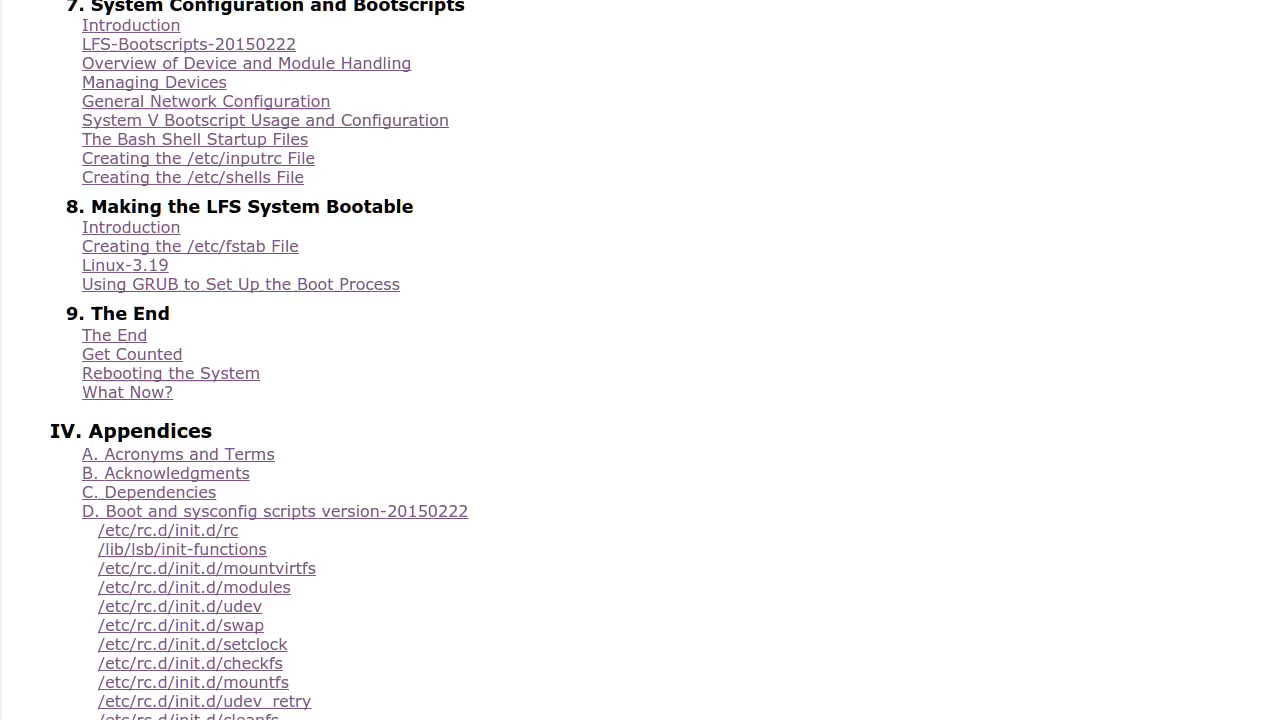 7. System Configuration and Bootscripts
Introduction
LFS-Bootscripts-20150222
Overview of Device and Module Handling
Managing Devices
General Network Configuration
System V Bootscript Usage and Configuration
The Bash Shell Startup Files
Creating the /etc/inputrc File
Creating the /etc/shells File
8. Making the LFS System Bootable
Introduction
Creating the /etc/fstab File
Linux-3.19
Using GRUB to Set Up the Boot Process
9. The End
The End
Get Counted
Rebooting the System
What Now?
IV. Appendices
A. Acronyms and Terms
B. Acknowledgments
C. Dependencies
D. Boot and sysconfig scripts version-20150222
/etc/rc.d/init.d/rc
/lib/lsb/init-functions
/etc/rc.d/init.d/mountvirtfs
/etc/rc.d/init.d/modules
/etc/rc.d/init.d/udev
/etc/rc.d/init.d/swap
/etc/rc.d/init.d/setclock
/etc/rc.d/init.d/checkfs
/etc/rc.d/init.d/mountfs
/etc/rc.d/init.d/udev_retry
/etc/rc.d/init.d/cleanfs